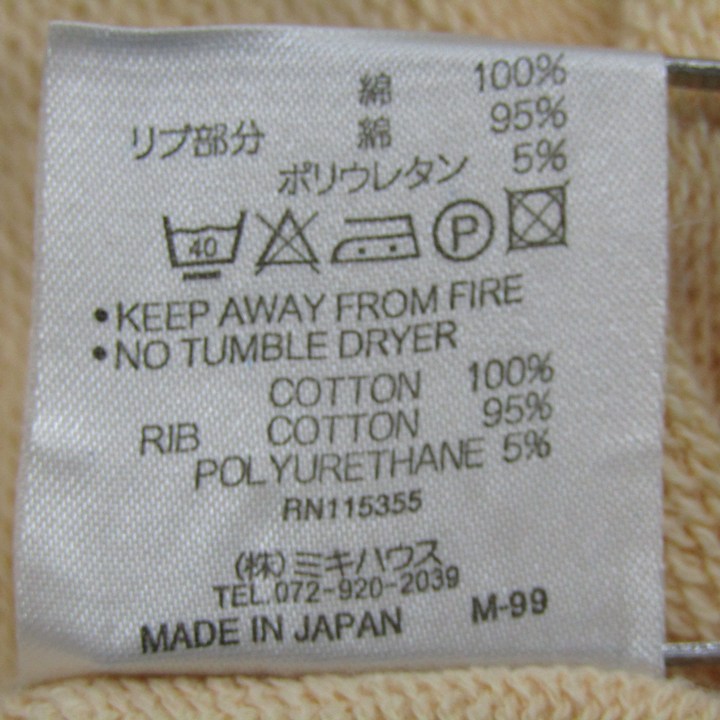 綿 100%
リブ部分 綿 95%
ポリウレタン 5%
40 P
•KEEP AWAY FROM FIRE
•NO TUMBLE DRYER
COTTON 100%
RIB COTTON 95%
POLYURETHANE 5%
RN115355
(株)ミキハウス
TEL.072-920-2039
MADE IN JAPAN M-99